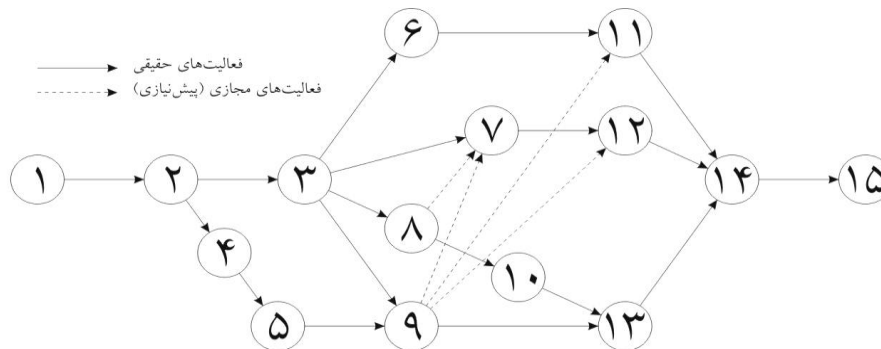 ۶ ۱۱
فعالیت‌های حقیقی
فعالیت‌های مجازی (پیش‌نیازی)
۷ ۱۲
۱ ۲ ۳ ۱۴ ۱۵
۸
۴
۱۰
۵ ۹ ۱۳